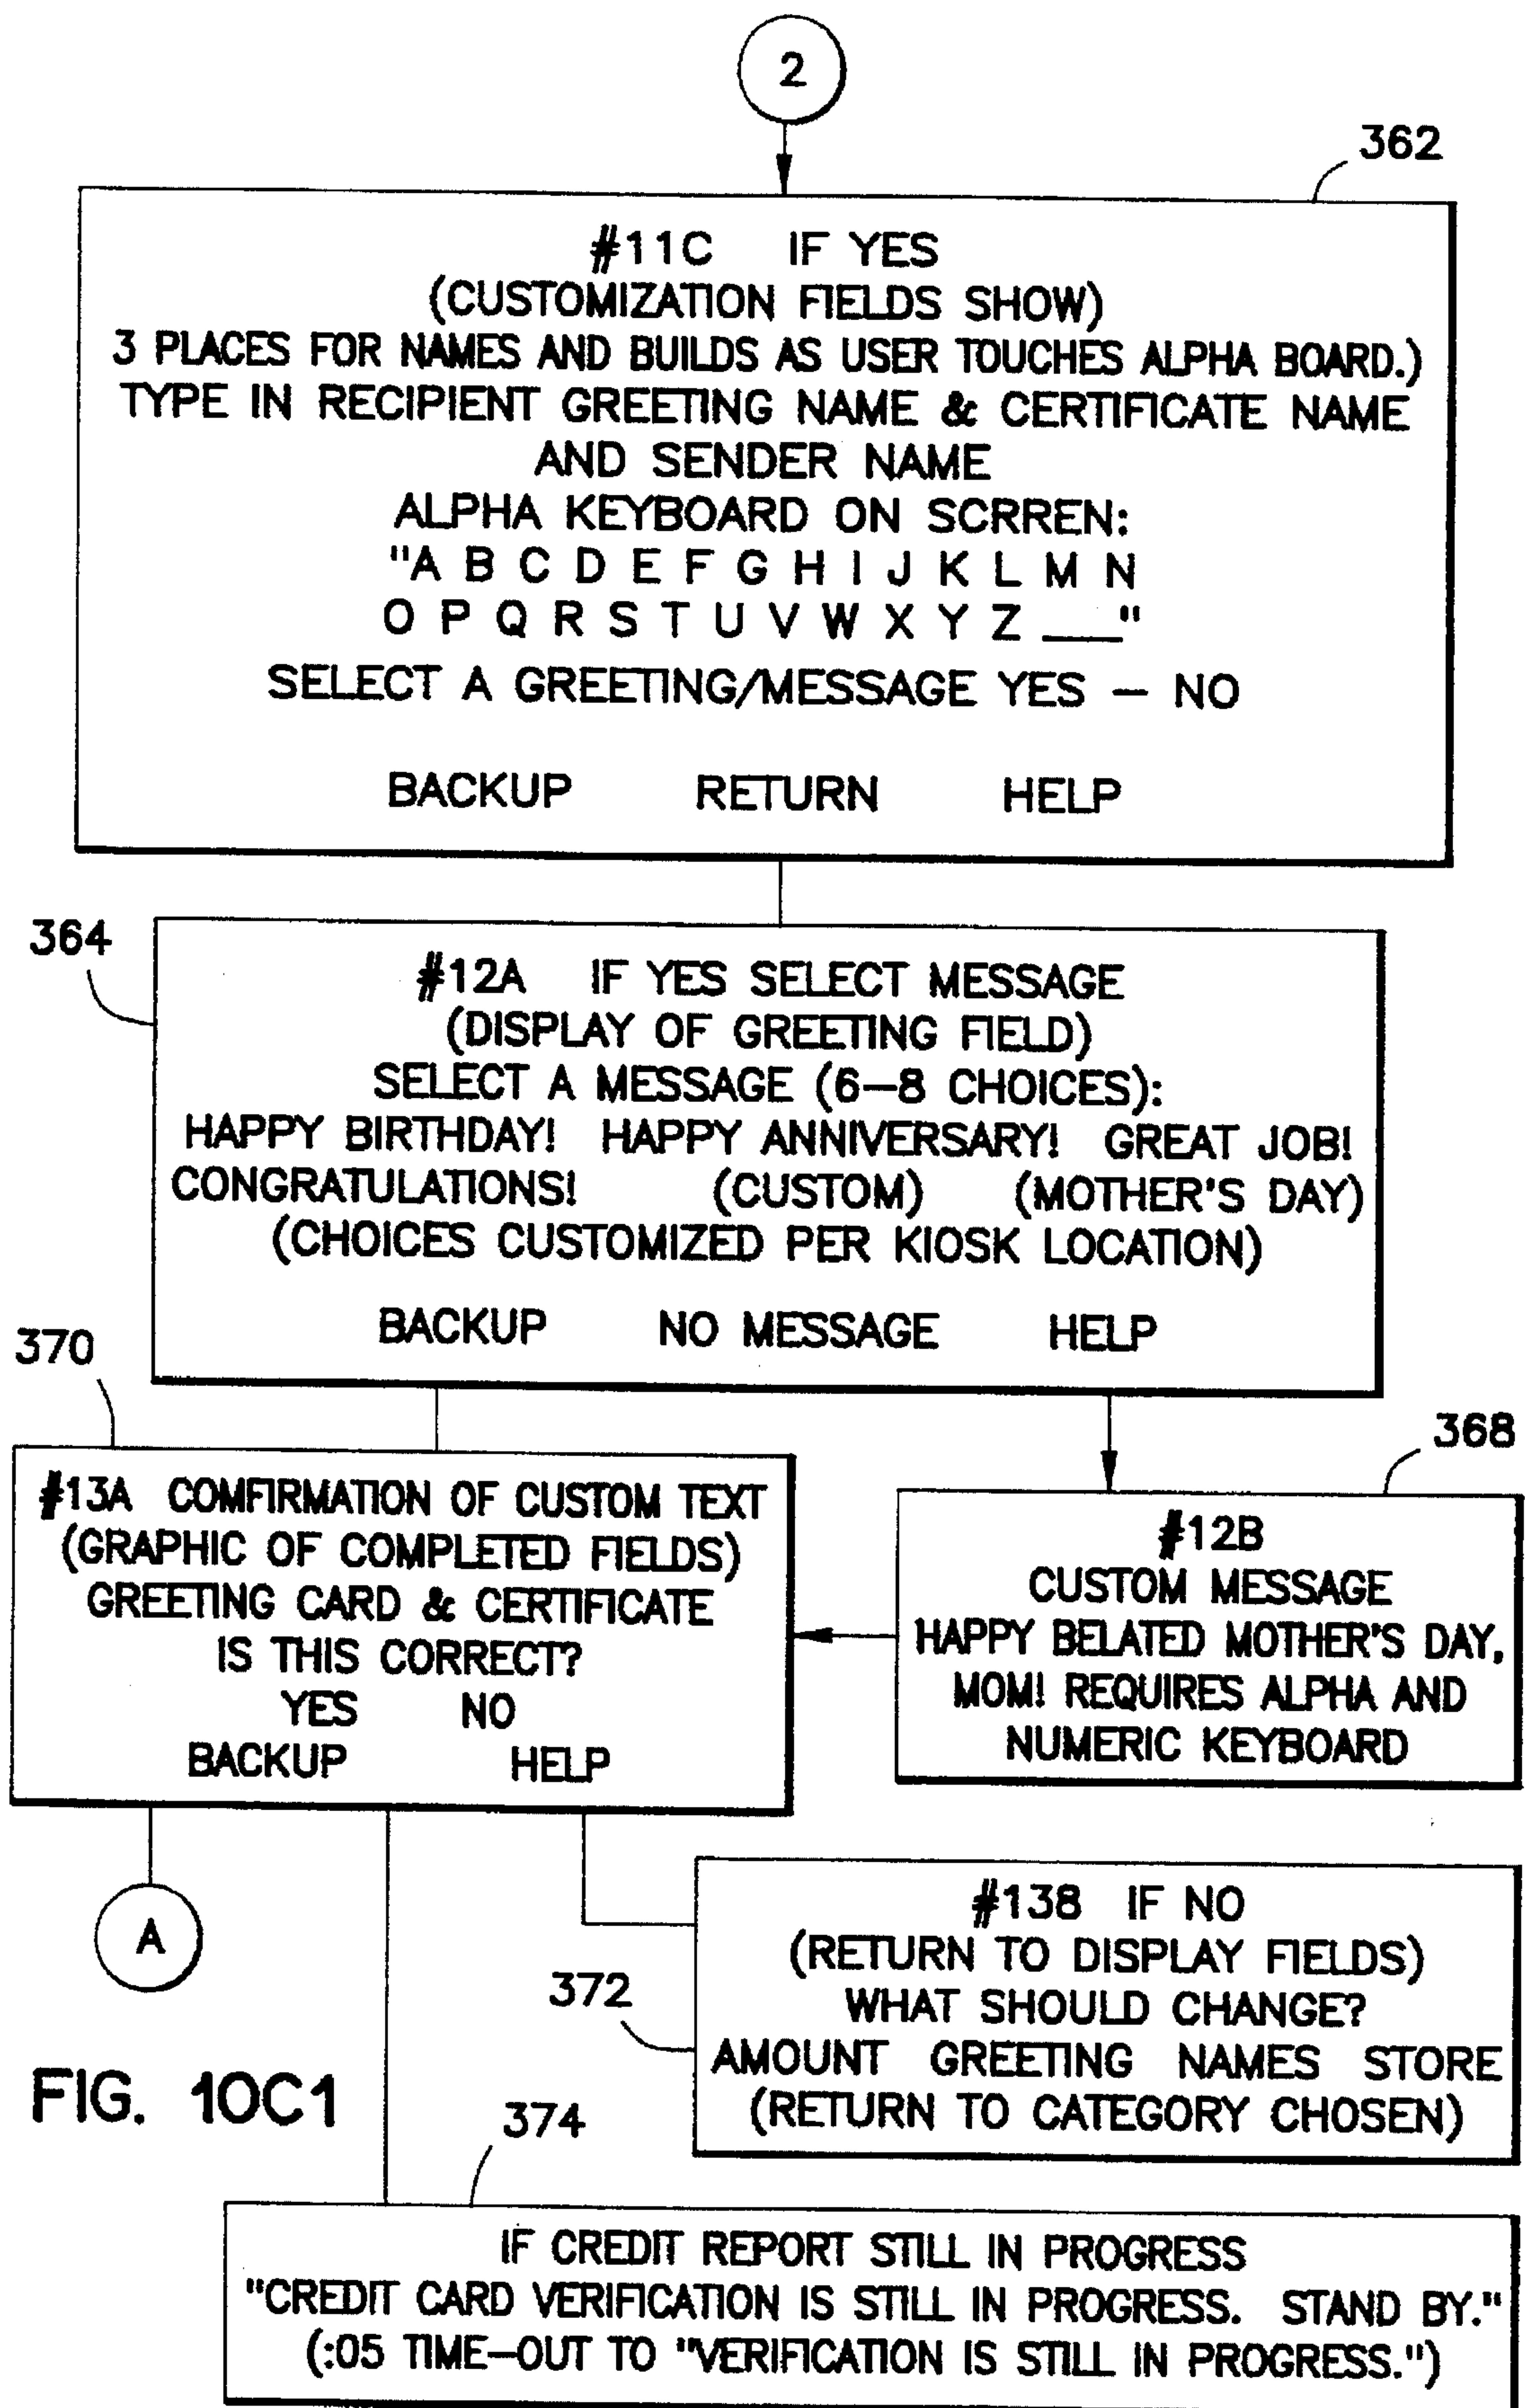 2
362
#11C IF YES
(CUSTOMIZATION FIELDS SHOW)
3 PLACES FOR NAMES AND BUILDS AS USER TOUCHES ALPHA BOARD.)
TYPE IN RECIPIENT GREETING NAME & CERTIFICATE NAME
AND SENDER NAME
ALPHA KEYBOARD ON SCRREN:
"A B C D E F G H I J K L M N
O P Q R S T U V W X Y Z ___"
SELECT A GREETING/MESSAGE YES – NO
BACKUP RETURN HELP
364
#12A IF YES SELECT MESSAGE
(DISPLAY OF GREETING FIELD)
SELECT A MESSAGE (6–8 CHOICES):
HAPPY BIRTHDAY! HAPPY ANNIVERSARY! GREAT JOB!
CONGRATULATIONS! (CUSTOM) (MOTHER'S DAY)
(CHOICES CUSTOMIZED PER KIOSK LOCATION)
BACKUP NO MESSAGE HELP
370
#13A COMFIRMATION OF CUSTOM TEXT
(GRAPHIC OF COMPLETED FIELDS)
GREETING CARD & CERTIFICATE
IS THIS CORRECT?
YES NO
BACKUP HELP
368
#12B
CUSTOM MESSAGE
HAPPY BELATED MOTHER'S DAY,
MOM! REQUIRES ALPHA AND
NUMERIC KEYBOARD
A
372
#138 IF NO
(RETURN TO DISPLAY FIELDS)
WHAT SHOULD CHANGE?
AMOUNT GREETING NAMES STORE
(RETURN TO CATEGORY CHOSEN)
FIG. 10C1
374
IF CREDIT REPORT STILL IN PROGRESS
"CREDIT CARD VERIFICATION IS STILL IN PROGRESS. STAND BY."
(:05 TIME–OUT TO "VERIFICATION IS STILL IN PROGRESS.")